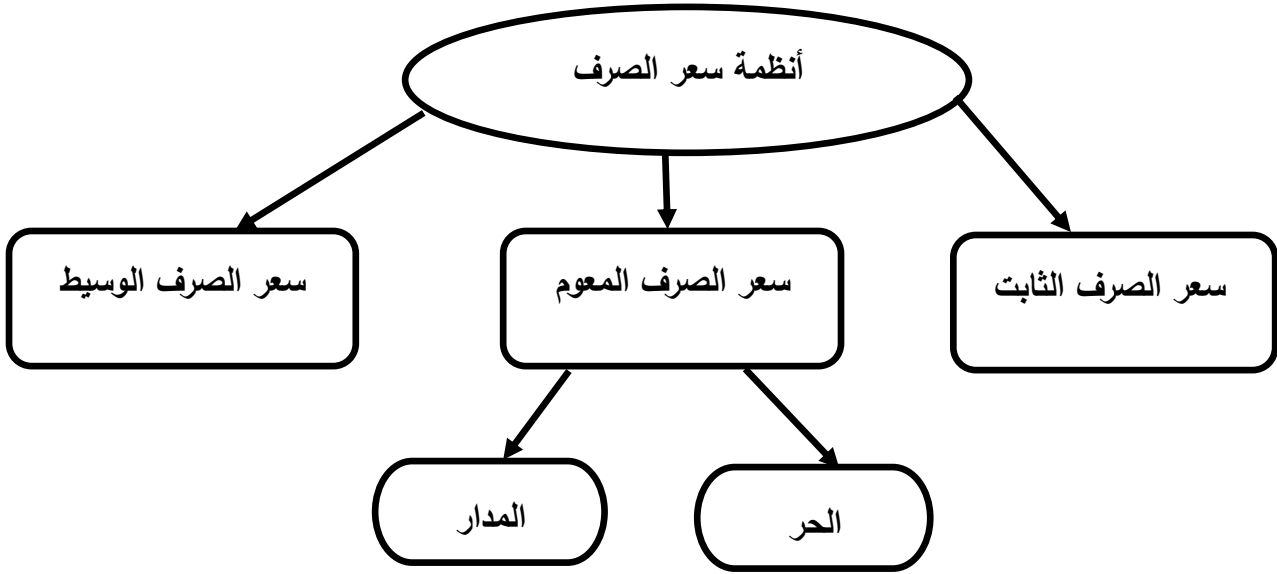 أنظمة سعر الصرف
سعر الصرف الثابت
سعر الصرف المعوم
سعر الصرف الوسيط
الحر
المدار